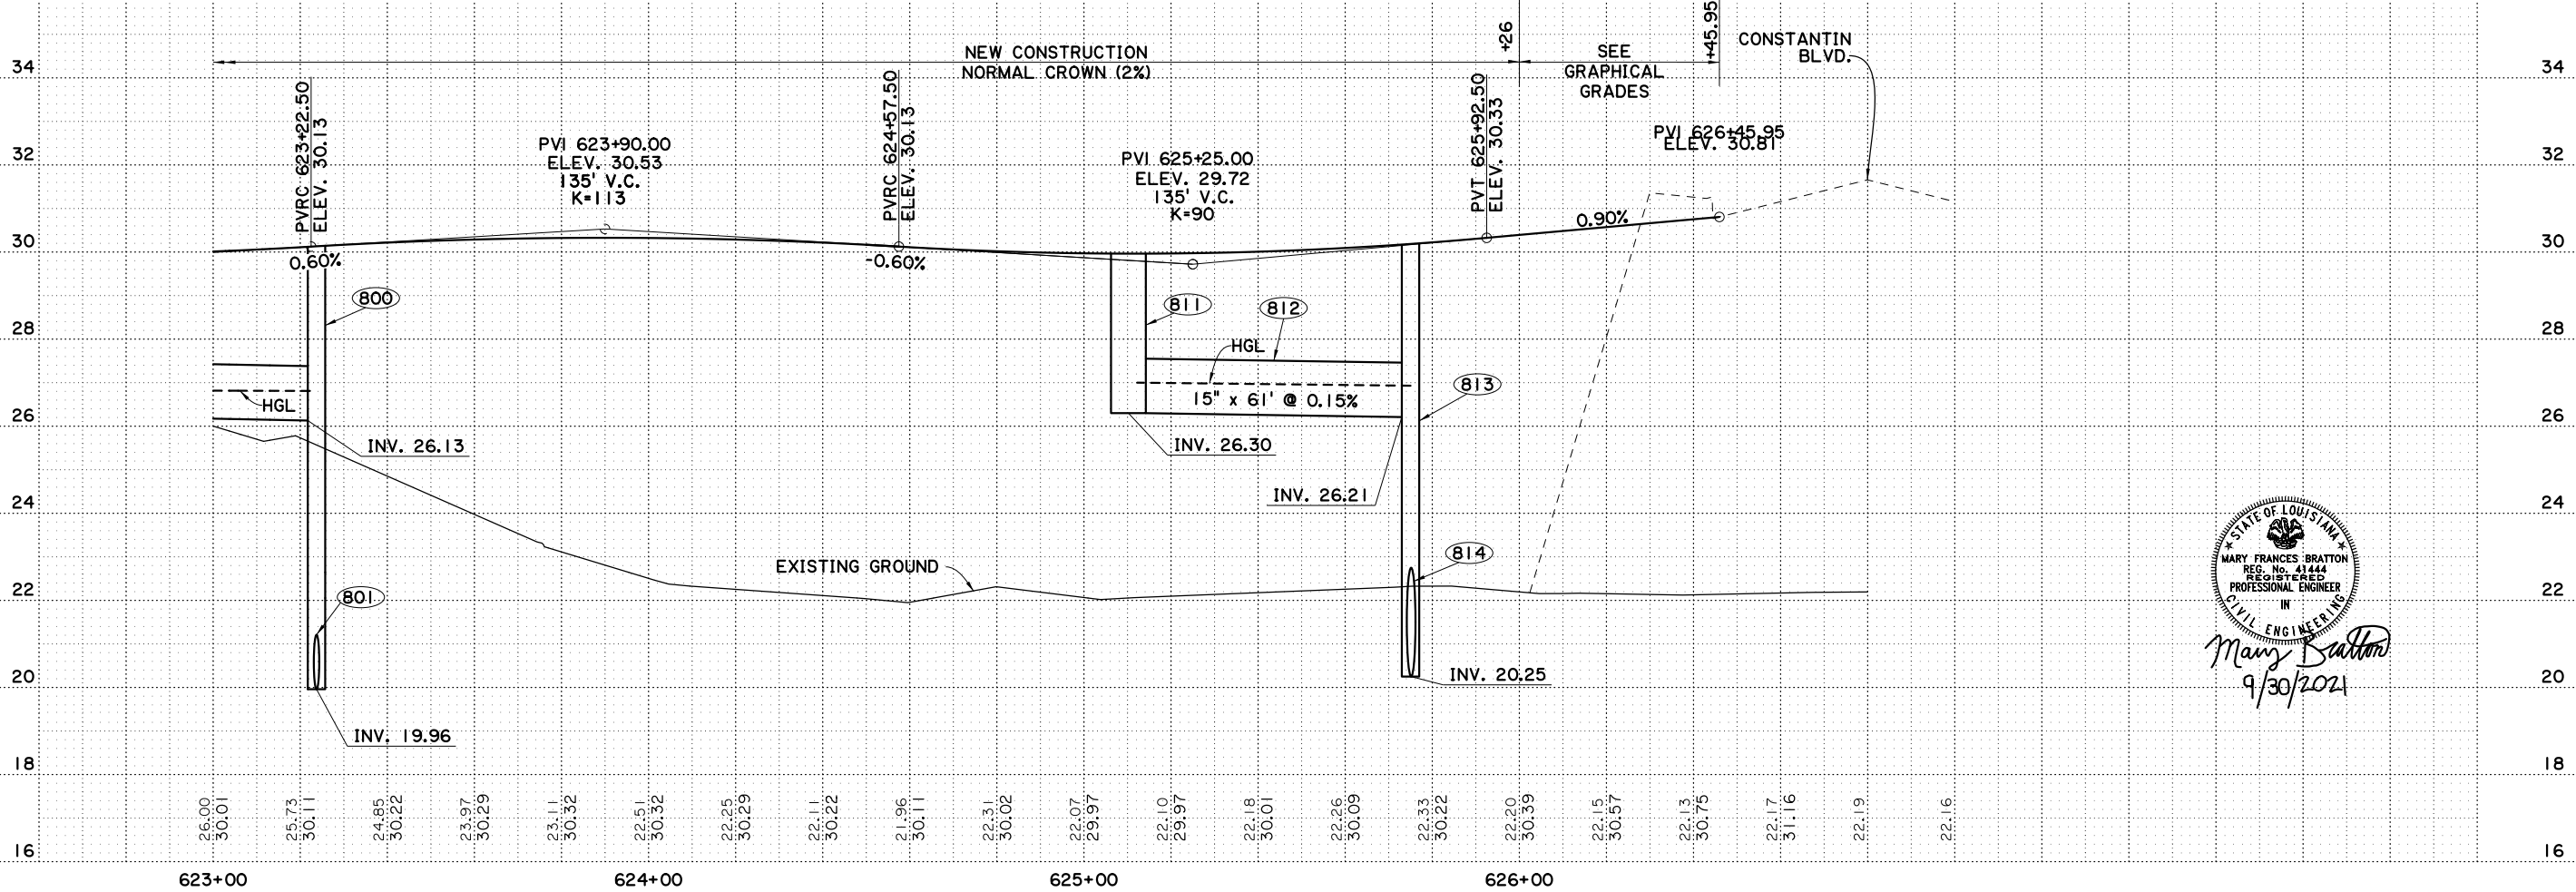 34
32
30
28
26
24
22
20
18
16
NEW CONSTRUCTION
NORMAL CROWN (2%)
+26
SEE
GRAPHICAL
GRADES
+45.95
CONSTANTIN
BLVD.
PVRC 623+22.50
ELEV. 30.13
PVI 623+90.00
ELEV. 30.53
135' V.C.
K=113
PVRC 624+57.50
ELEV. 30.13
PVI 625+25.00
ELEV. 29.72
135' V.C.
K=90
PVT 625+92.50
ELEV. 30.33
PVI 626+45.95
ELEV. 30.81
0.60%
-0.60%
0.90%
800
811
812
HGL
813
15" x 61' @ 0.15%
HGL
INV. 26.13
INV. 26.30
INV. 26.21
814
EXISTING GROUND
801
INV. 20.25
INV. 19.96
34
32
30
28
26
24
22
20
18
16
STATE OF LOUISIANA
MARY FRANCES BRATTON
REG. No. 41444
REGISTERED
PROFESSIONAL ENGINEER
IN
CIVIL ENGINEERING
Mary Bratton
9/30/2021
26.00
30.01
25.73
30.11
24.85
30.22
23.97
30.29
23.11
30.32
22.51
30.32
22.25
30.29
22.11
30.22
21.96
30.11
22.31
30.02
22.07
29.97
22.10
29.97
22.18
30.01
22.26
30.09
22.33
30.22
22.20
30.39
22.15
30.57
22.13
30.75
22.17
31.16
22.19
22.16
623+00
624+00
625+00
626+00